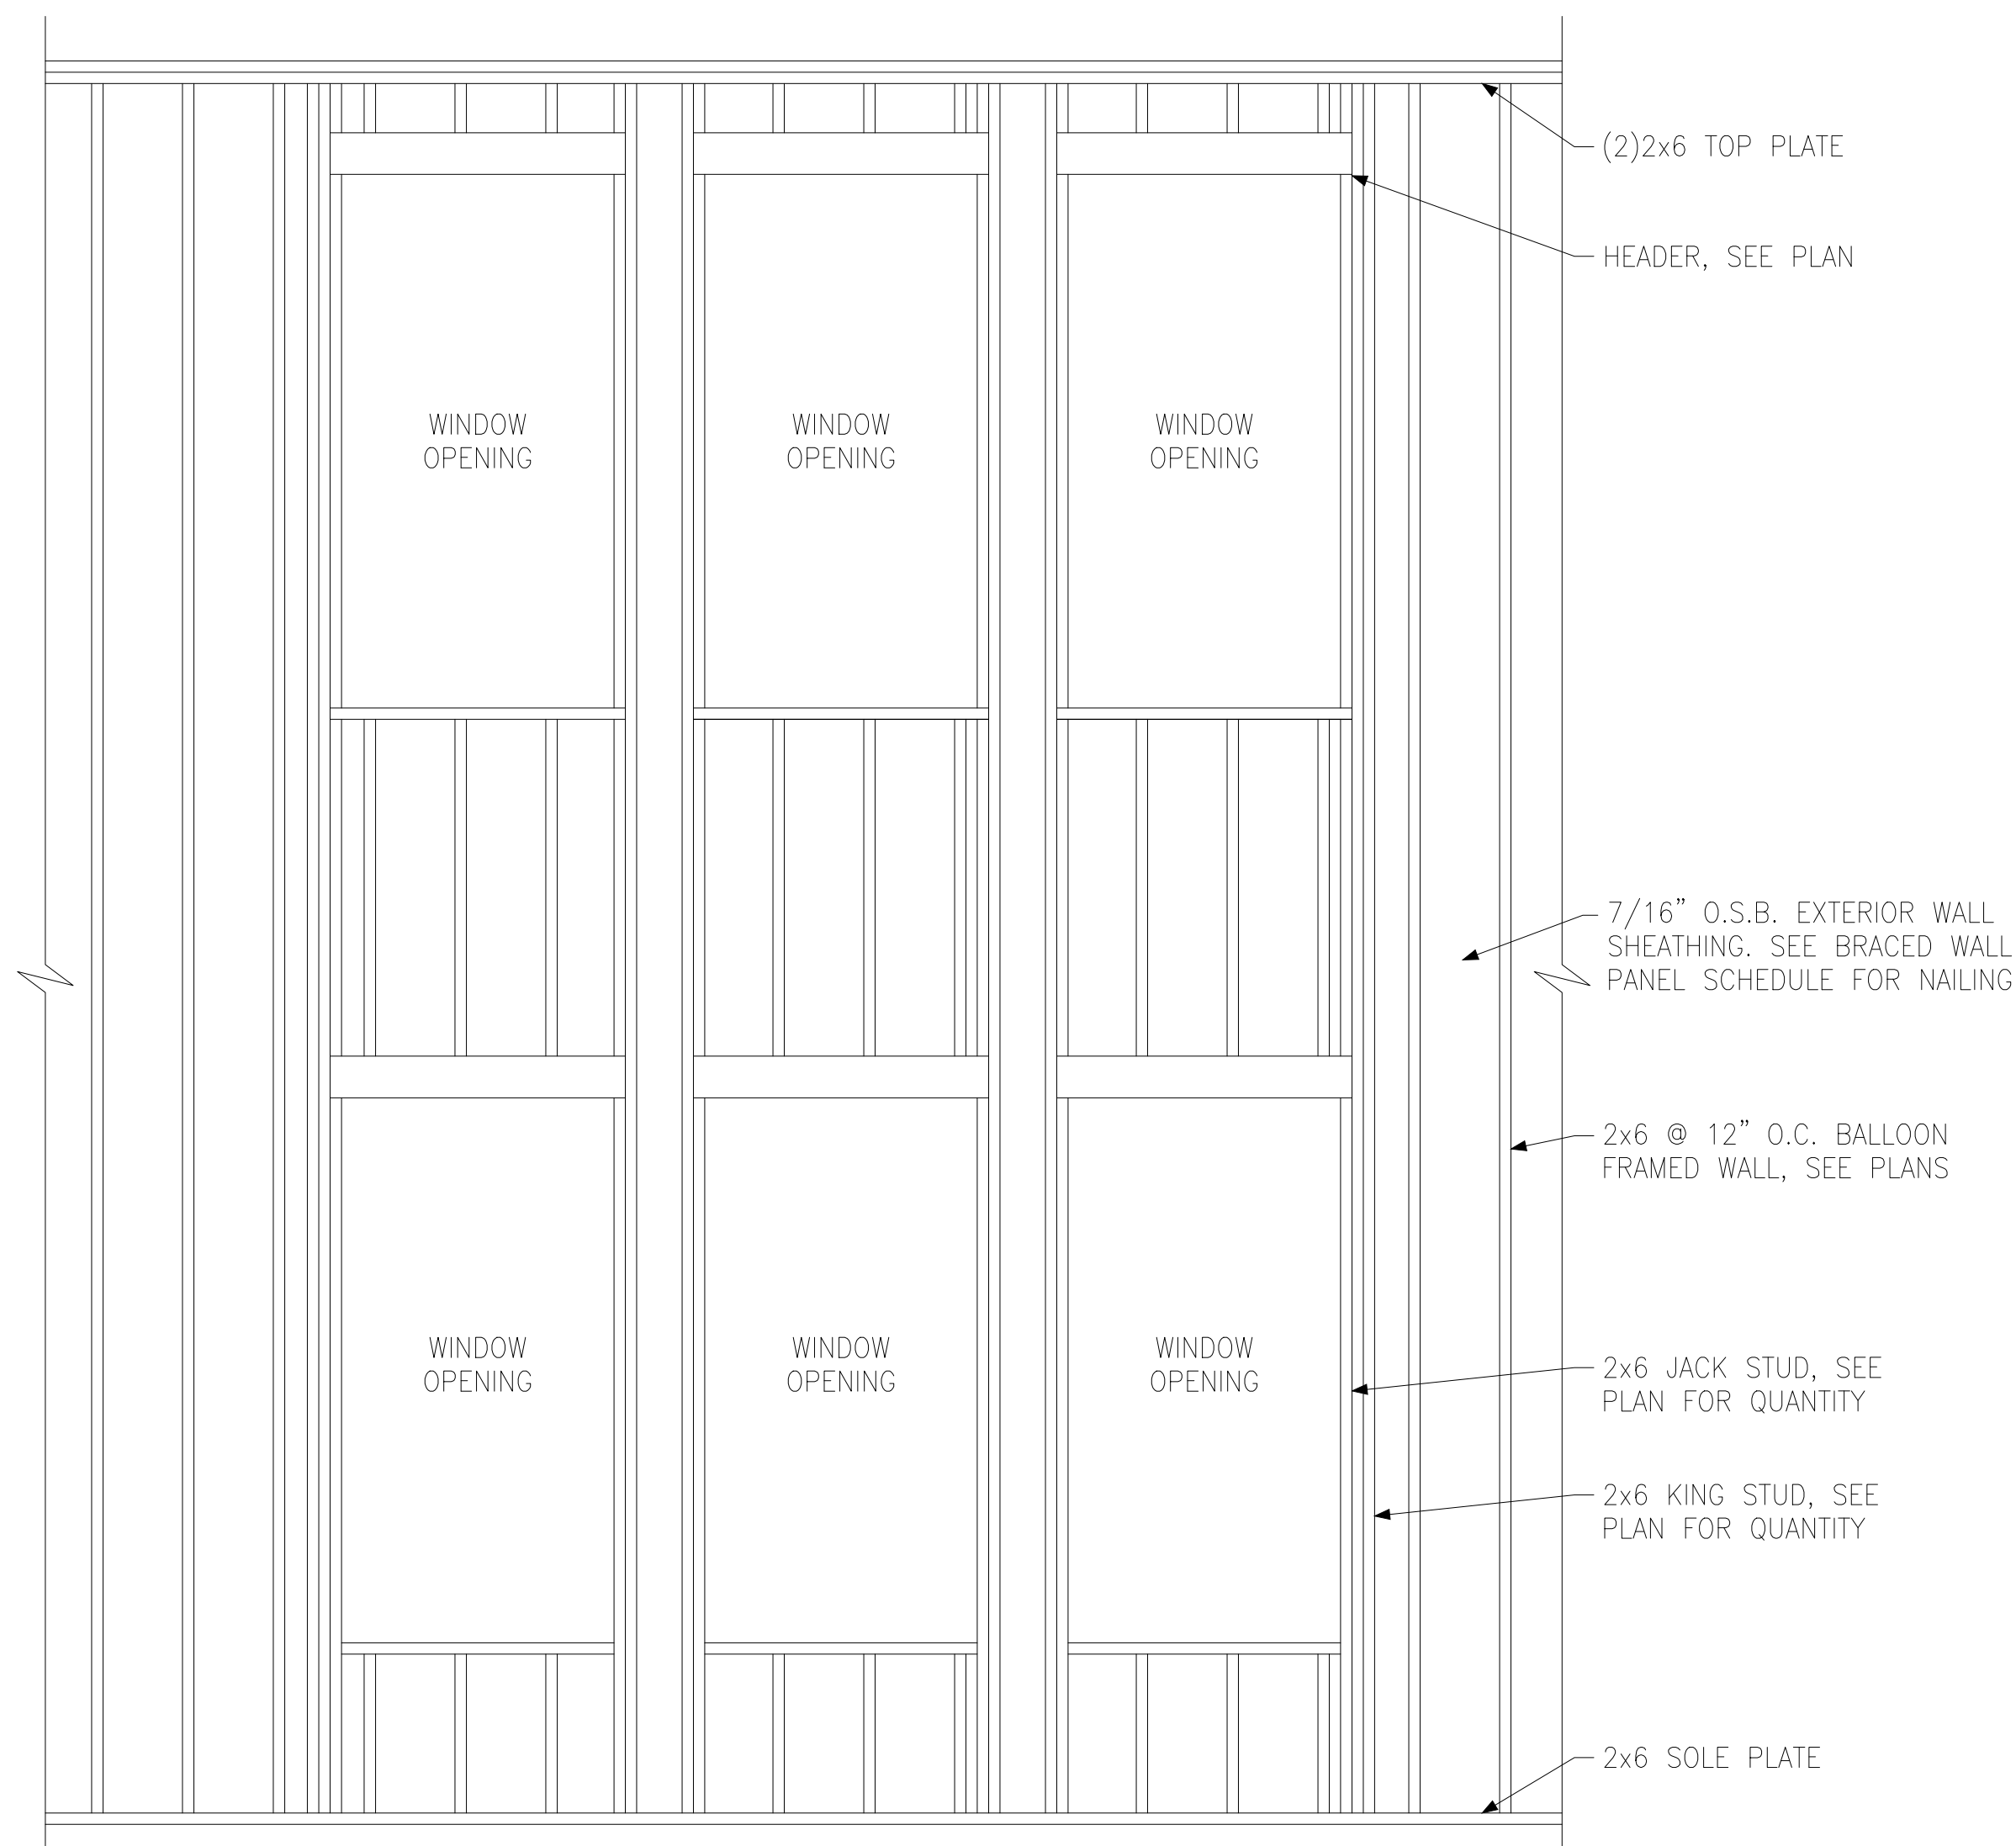 (2)2x6 TOP PLATE
HEADER, SEE PLAN
WINDOW
OPENING
WINDOW
OPENING
WINDOW
OPENING
7/16" O.S.B. EXTERIOR WALL
SHEATHING. SEE BRACED WALL
PANEL SCHEDULE FOR NAILING
2x6 @ 12" O.C. BALLOON
FRAMED WALL, SEE PLANS
WINDOW
OPENING
WINDOW
OPENING
WINDOW
OPENING
2x6 JACK STUD, SEE
PLAN FOR QUANTITY
2x6 KING STUD, SEE
PLAN FOR QUANTITY
2x6 SOLE PLATE